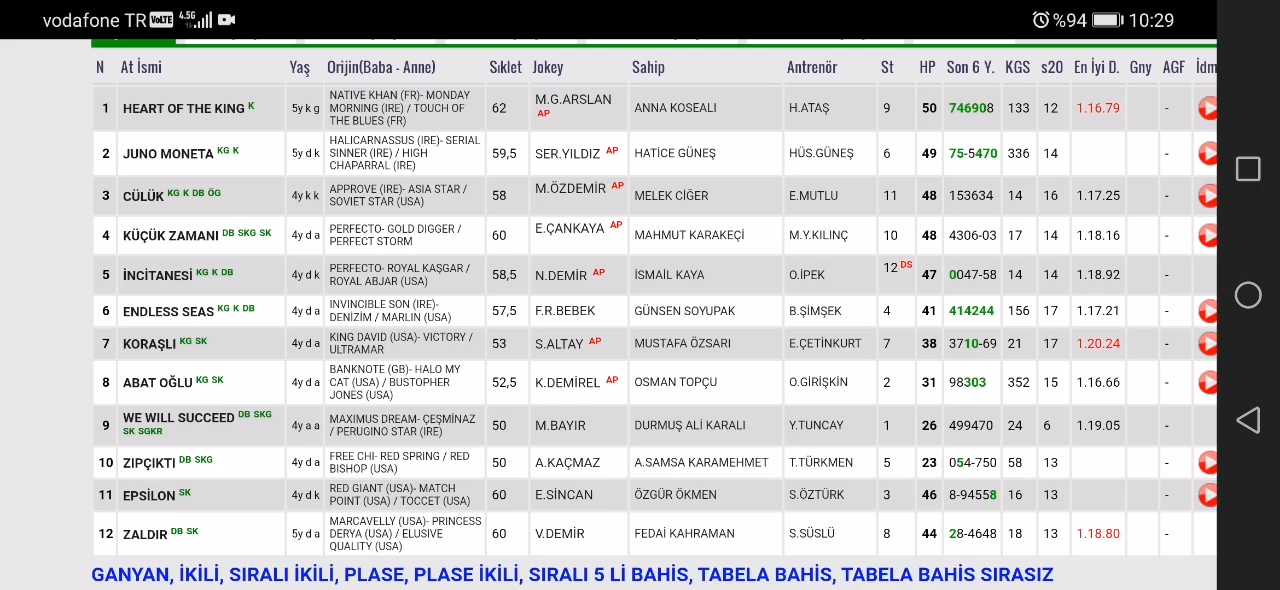 vodafone TR VoLTE 4.5G %94 10:29
N At İsmi Yaş Orijin(Baba - Anne) Sıklet Jokey Sahip Antrenör St HP Son 6 Y. KGS s20 En İyi D. Gny AGF İdm
1 HEART OF THE KING K 5y k g NATIVE KHAN (FR)- MONDAY MORNING (IRE) / TOUCH OF THE BLUES (FR) 62 M.G.ARSLAN AP ANNA KOSEALI H.ATAŞ 9 50 746908 133 12 1.16.79 -
2 JUNO MONETA KG K 5y d k HALICARNASSUS (IRE)- SERIAL SINNER (IRE) / HIGH CHAPARRAL (IRE) 59,5 SER.YILDIZ AP HATİCE GÜNEŞ HÜS.GÜNEŞ 6 49 75-5470 336 14 -
3 CÜLÜK KG K DB ÖG 4y k k APPROVE (IRE)- ASIA STAR / SOVIET STAR (USA) 58 M.ÖZDEMİR AP MELEK CİĞER E.MUTLU 11 48 153634 14 16 1.17.25 -
4 KÜÇÜK ZAMANI DB SKG SK 4y d a PERFECTO- GOLD DIGGER / PERFECT STORM 60 E.ÇANKAYA AP MAHMUT KARAKEÇİ M.Y.KILINÇ 10 48 4306-03 17 14 1.18.16 -
5 İNCİTANESİ KG K DB 4y d k PERFECTO- ROYAL KAŞGAR / ROYAL ABJAR (USA) 58,5 N.DEMİR AP İSMAİL KAYA O.İPEK 12 DS 47 0047-58 14 14 1.18.92 -
6 ENDLESS SEAS KG K DB 4y d a INVINCIBLE SON (IRE)- DENİZİM / MARLIN (USA) 57,5 F.R.BEBEK GÜNSEN SOYUPAK B.ŞİMŞEK 4 41 414244 156 17 1.17.21 -
7 KORAŞLI KG SK 4y d a KING DAVID (USA)- VICTORY / ULTRAMAR 53 S.ALTAY AP MUSTAFA ÖZSARI E.ÇETİNKURT 7 38 3710-69 21 17 1.20.24 -
8 ABAT OĞLU KG SK 4y d a BANKNOTE (GB)- HALO MY CAT (USA) / BUSTOPHER JONES (USA) 52,5 K.DEMİREL AP OSMAN TOPÇU O.GİRİŞKİN 2 31 98303 352 15 1.16.66 -
9 WE WILL SUCCEED DB SKG SK SGKR 4y a a MAXIMUS DREAM- ÇEŞMİNAZ / PERUGINO STAR (IRE) 50 M.BAYIR DURMUŞ ALİ KARALI Y.TUNCAY 1 26 499470 24 6 1.19.05 -
10 ZIPÇIKTI DB SKG 4y d a FREE CHI- RED SPRING / RED BISHOP (USA) 50 A.KAÇMAZ A.SAMSA KARAMEHMET T.TÜRKMEN 5 23 054-750 58 13 -
11 EPSİLON SK 4y d k RED GIANT (USA)- MATCH POINT (USA) / TOCCET (USA) 60 E.SİNCAN ÖZGÜR ÖKMEN S.ÖZTÜRK 3 46 8-94558 16 13 -
12 ZALDIR DB SK 5y d a MARCAVELLY (USA)- PRINCESS DERYA (USA) / ELUSIVE QUALITY (USA) 60 V.DEMİR FEDAİ KAHRAMAN S.SÜSLÜ 8 44 28-4648 18 13 1.18.80 -
GANYAN, İKİLİ, SIRALI İKİLİ, PLASE, PLASE İKİLİ, SIRALI 5 Lİ BAHİS, TABELA BAHİS, TABELA BAHİS SIRASIZ